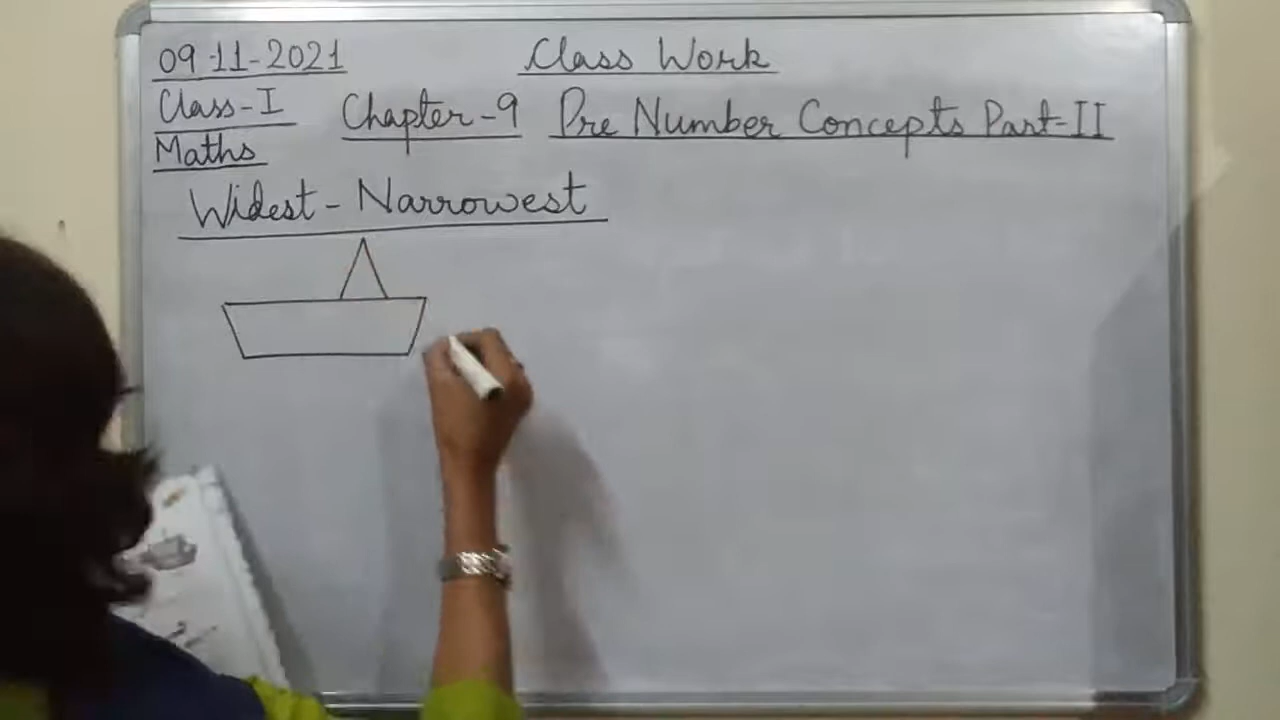 09-11-2021 Class Work
Class-I Chapter-9 Pre Number Concepts Part-II
Maths
Widest - Narrowest